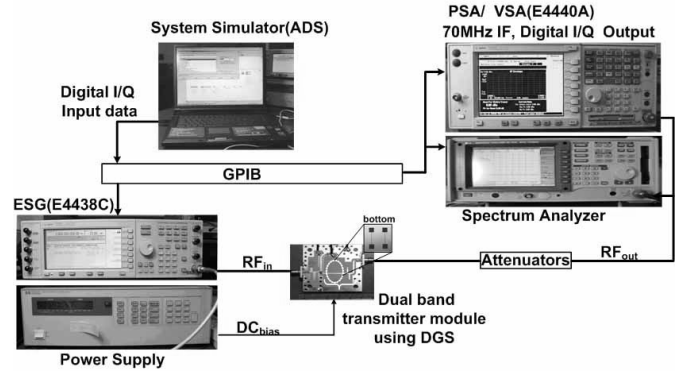 System Simulator(ADS)
PSA/ VSA(E4440A)
70MHz IF, Digital I/Q Output
Digital I/Q
Input data
GPIB
ESG(E4438C)
Spectrum Analyzer
bottom
RFin
Attenuators
RFout
Dual band
transmitter module
using DGS
DCbias
Power Supply